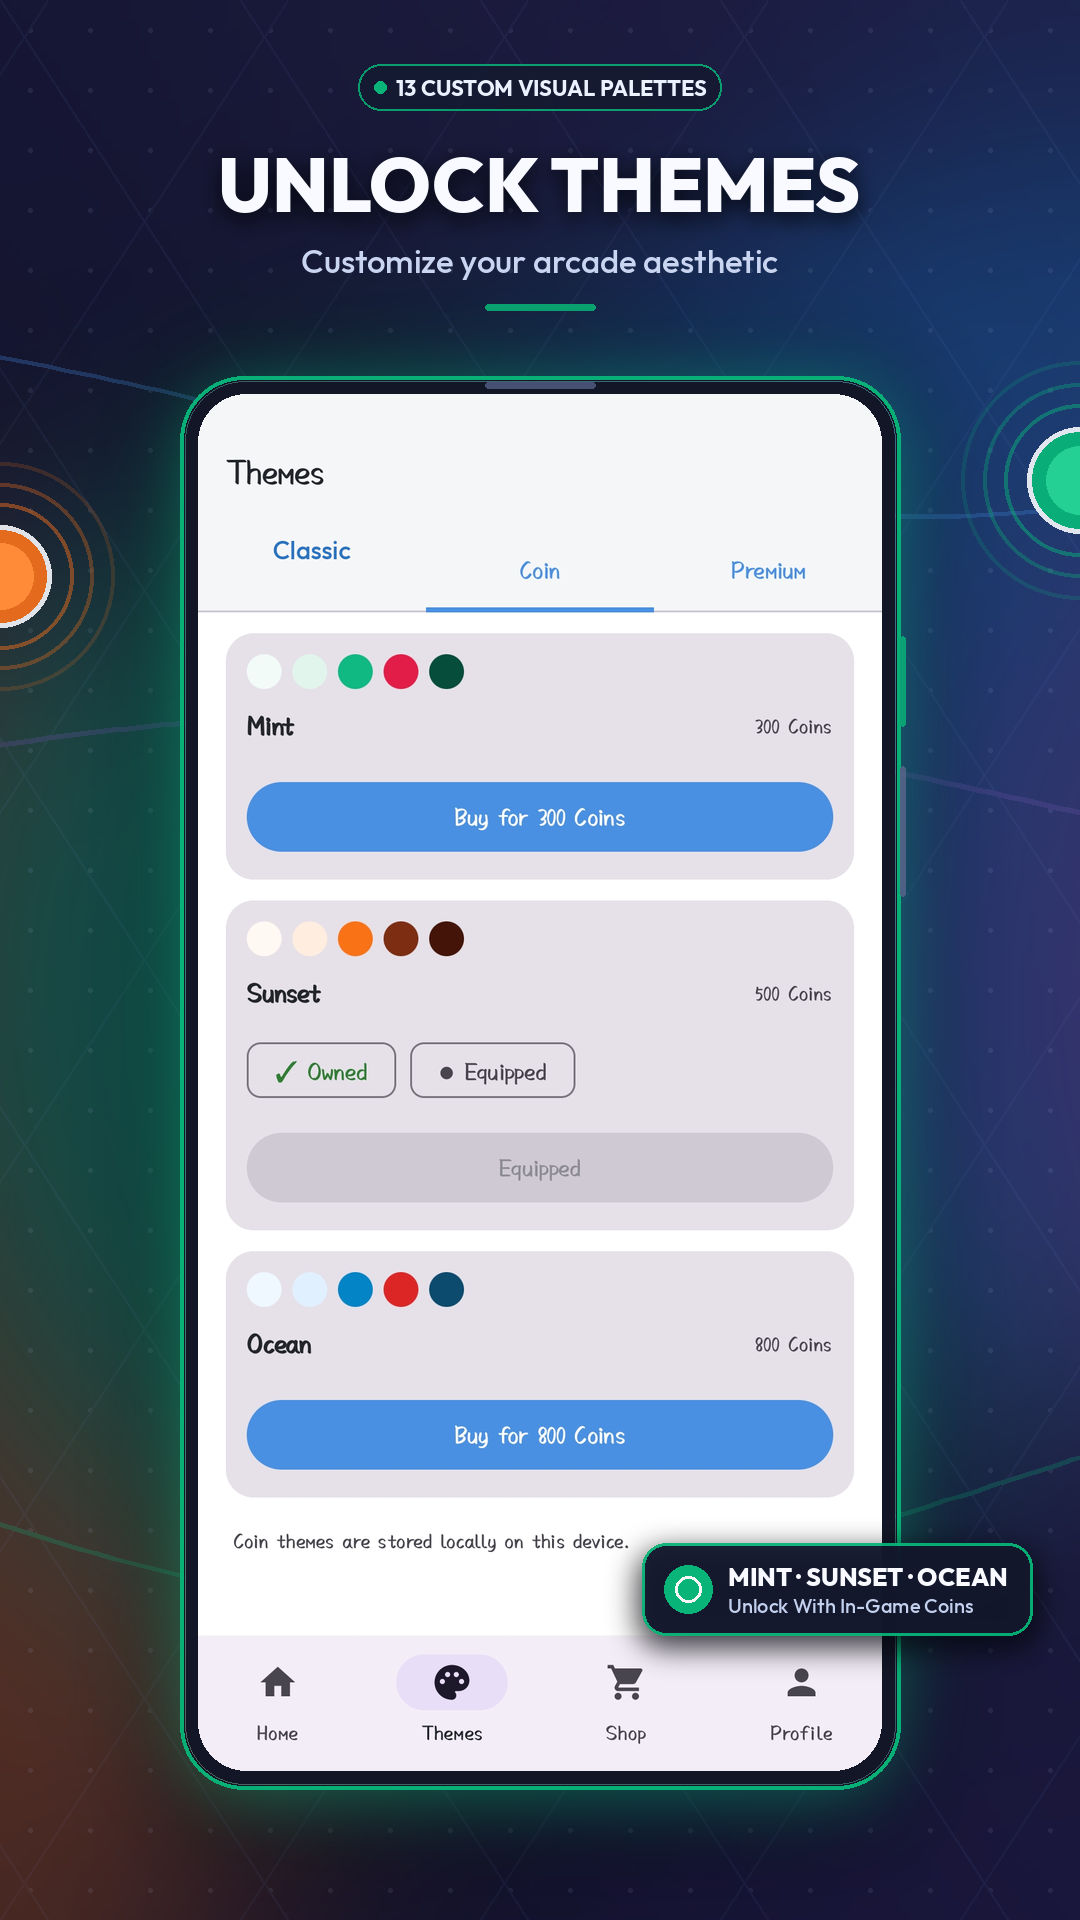 13 CUSTOM VISUAL PALETTES
UNLOCK THEMES
Customize your arcade aesthetic
Themes
Classic
Coin
Premium
Mint
300 Coins
Buy for 300 Coins
Sunset
500 Coins
✓ Owned
● Equipped
Equipped
Ocean
800 Coins
Buy for 800 Coins
Coin themes are stored locally on this device.
MINT · SUNSET · OCEAN
Unlock With In-Game Coins
Home
Themes
Shop
Profile